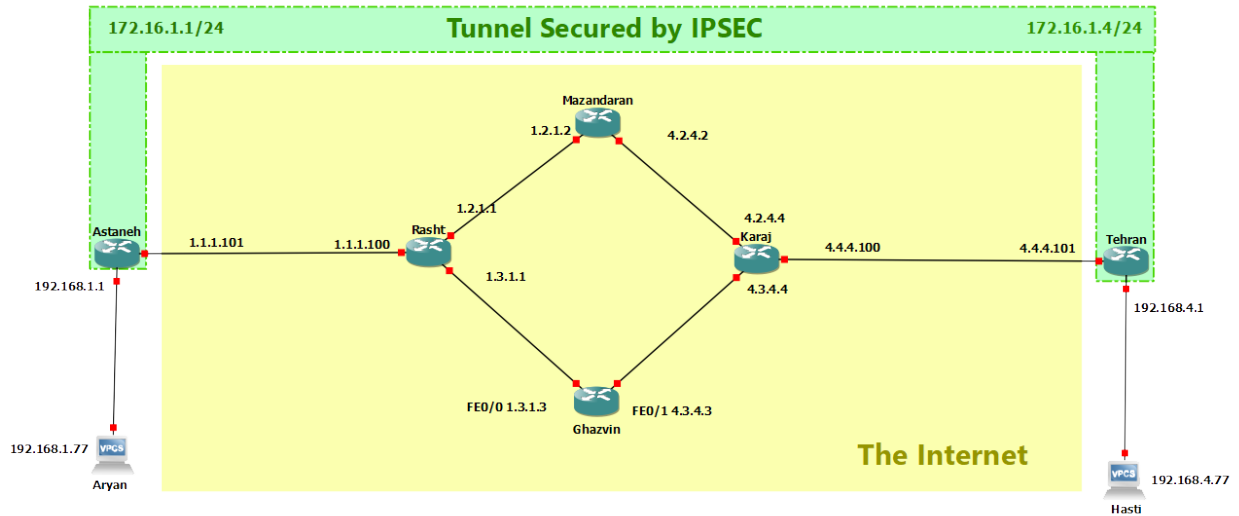 172.16.1.1/24
Tunnel Secured by IPSEC
172.16.1.4/24
Mazandaran
1.2.1.2
4.2.4.2
1.2.1.1
4.2.4.4
Astaneh
Rasht
Karaj
Tehran
1.1.1.101
1.1.1.100
4.4.4.100
4.4.4.101
192.168.1.1
1.3.1.1
4.3.4.4
192.168.4.1
FE0/0 1.3.1.3
FE0/1 4.3.4.3
Ghazvin
192.168.1.77
VPCS
Aryan
The Internet
VPCS
192.168.4.77
Hasti